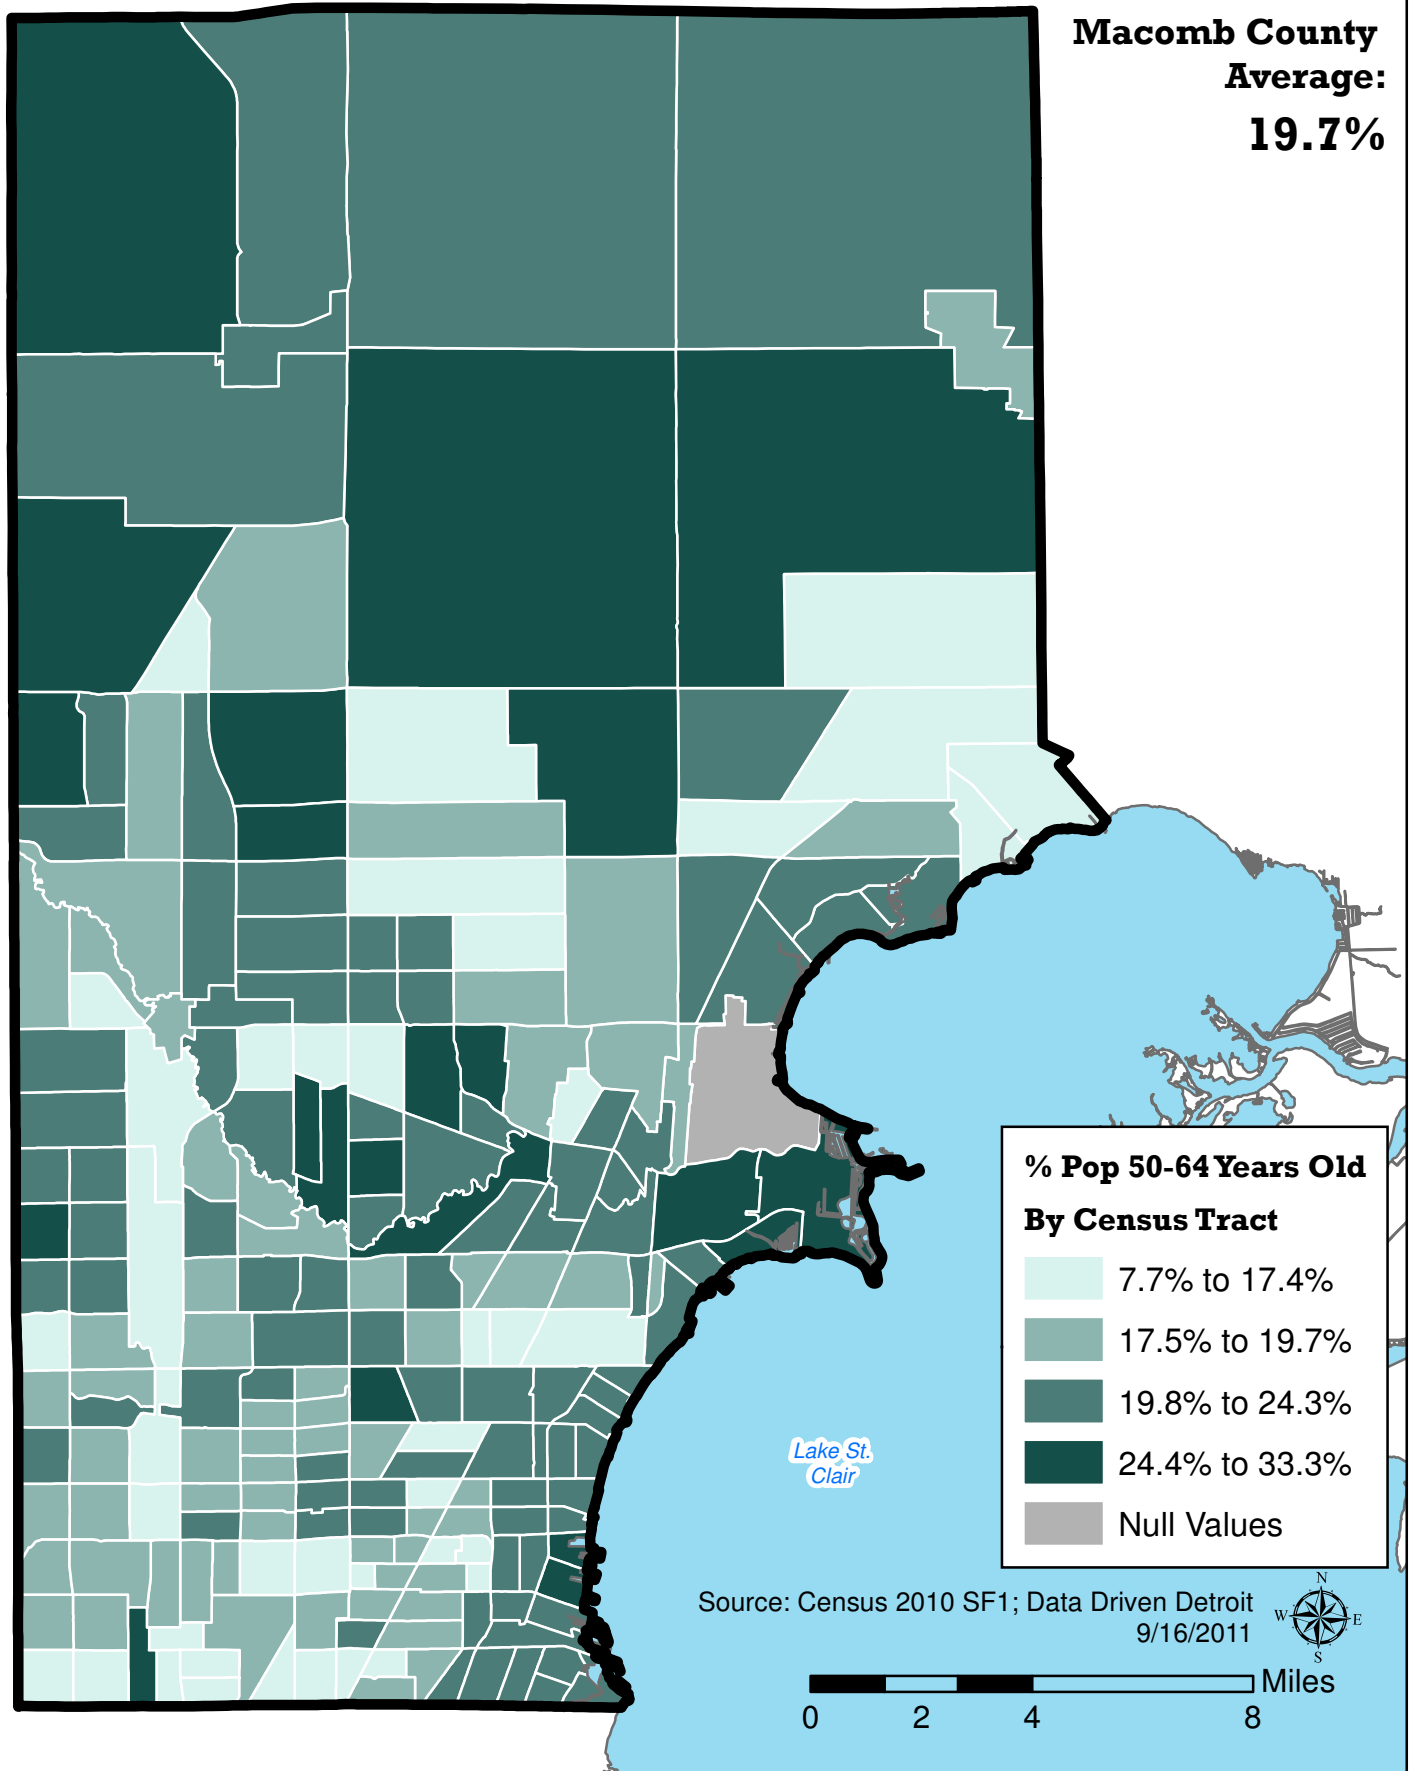 Macomb County
Average:
19.7%
% Pop 50-64 Years Old
By Census Tract
7.7% to 17.4%
17.5% to 19.7%
19.8% to 24.3%
24.4% to 33.3%
Null Values
Lake St.
Clair
Source: Census 2010 SF1; Data Driven Detroit
9/16/2011
N
W E
S
Miles
0 2 4 8